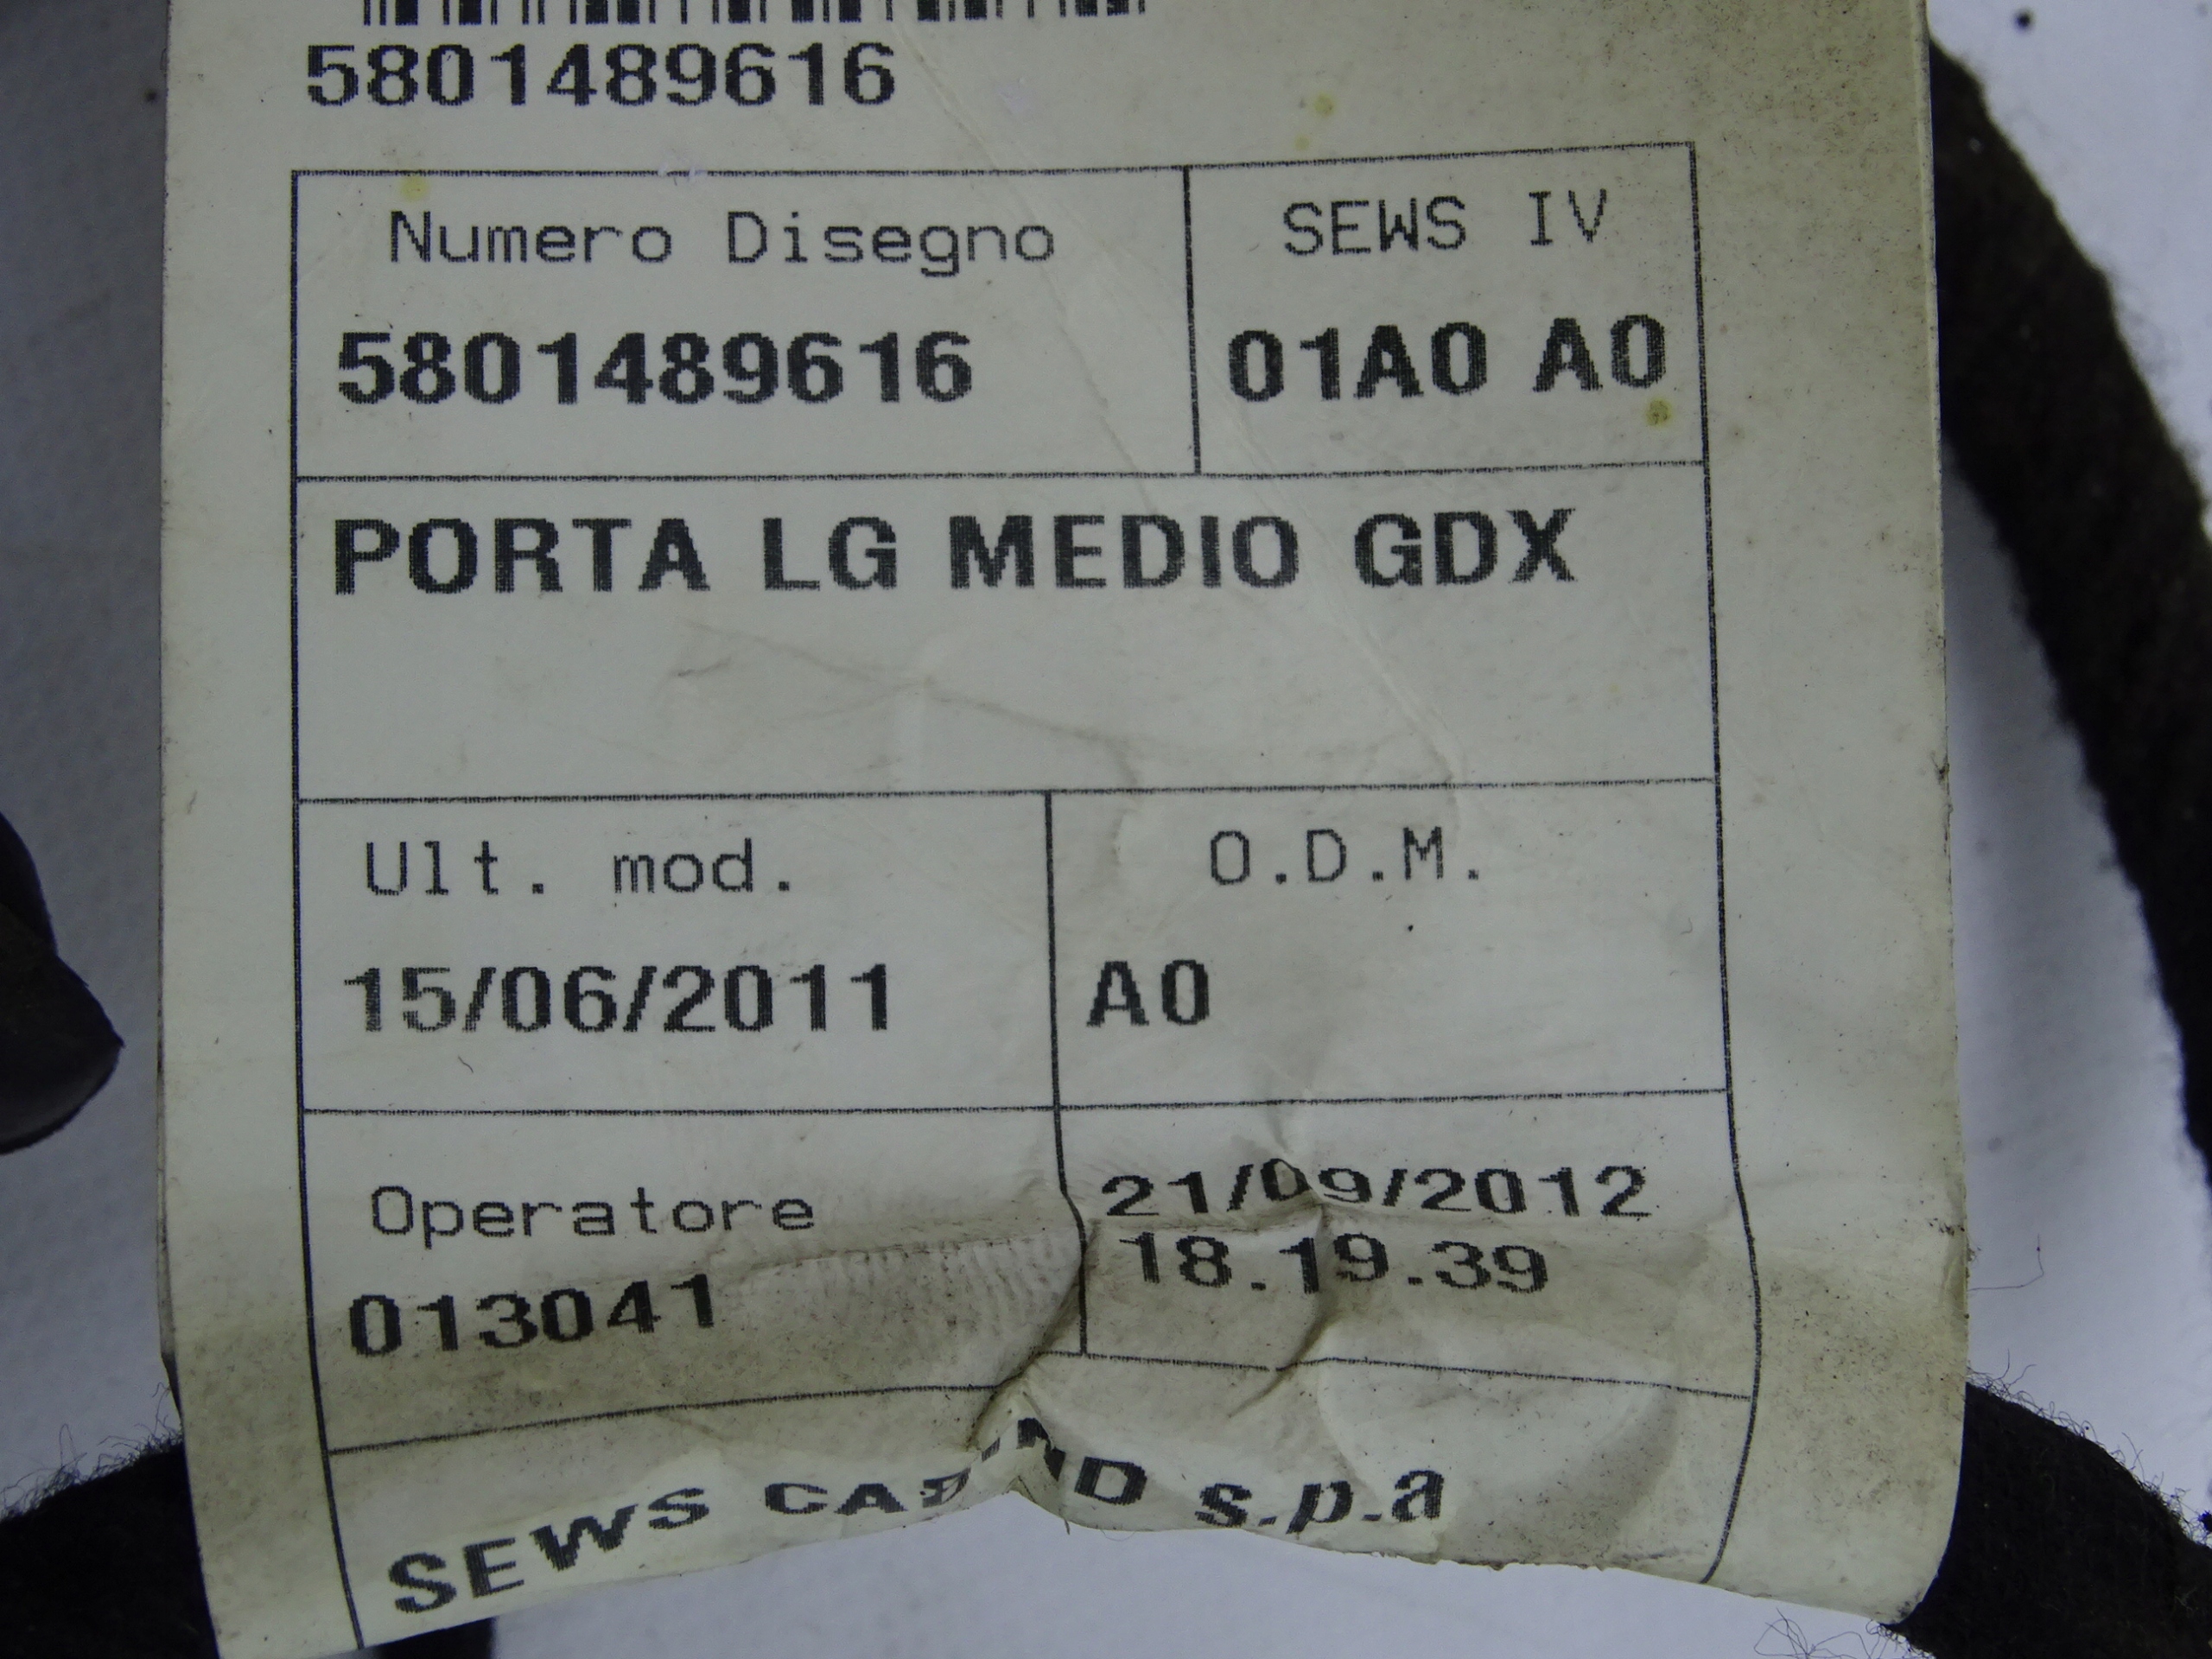 5801489616
Numero Disegno
SEWS IV
5801489616
01A0 A0
PORTA LG MEDIO GDX
Ult. mod.
O.D.M.
15/06/2011
A0
Operatore
21/09/2012
18.19.39
013041
SEWS s.p.a